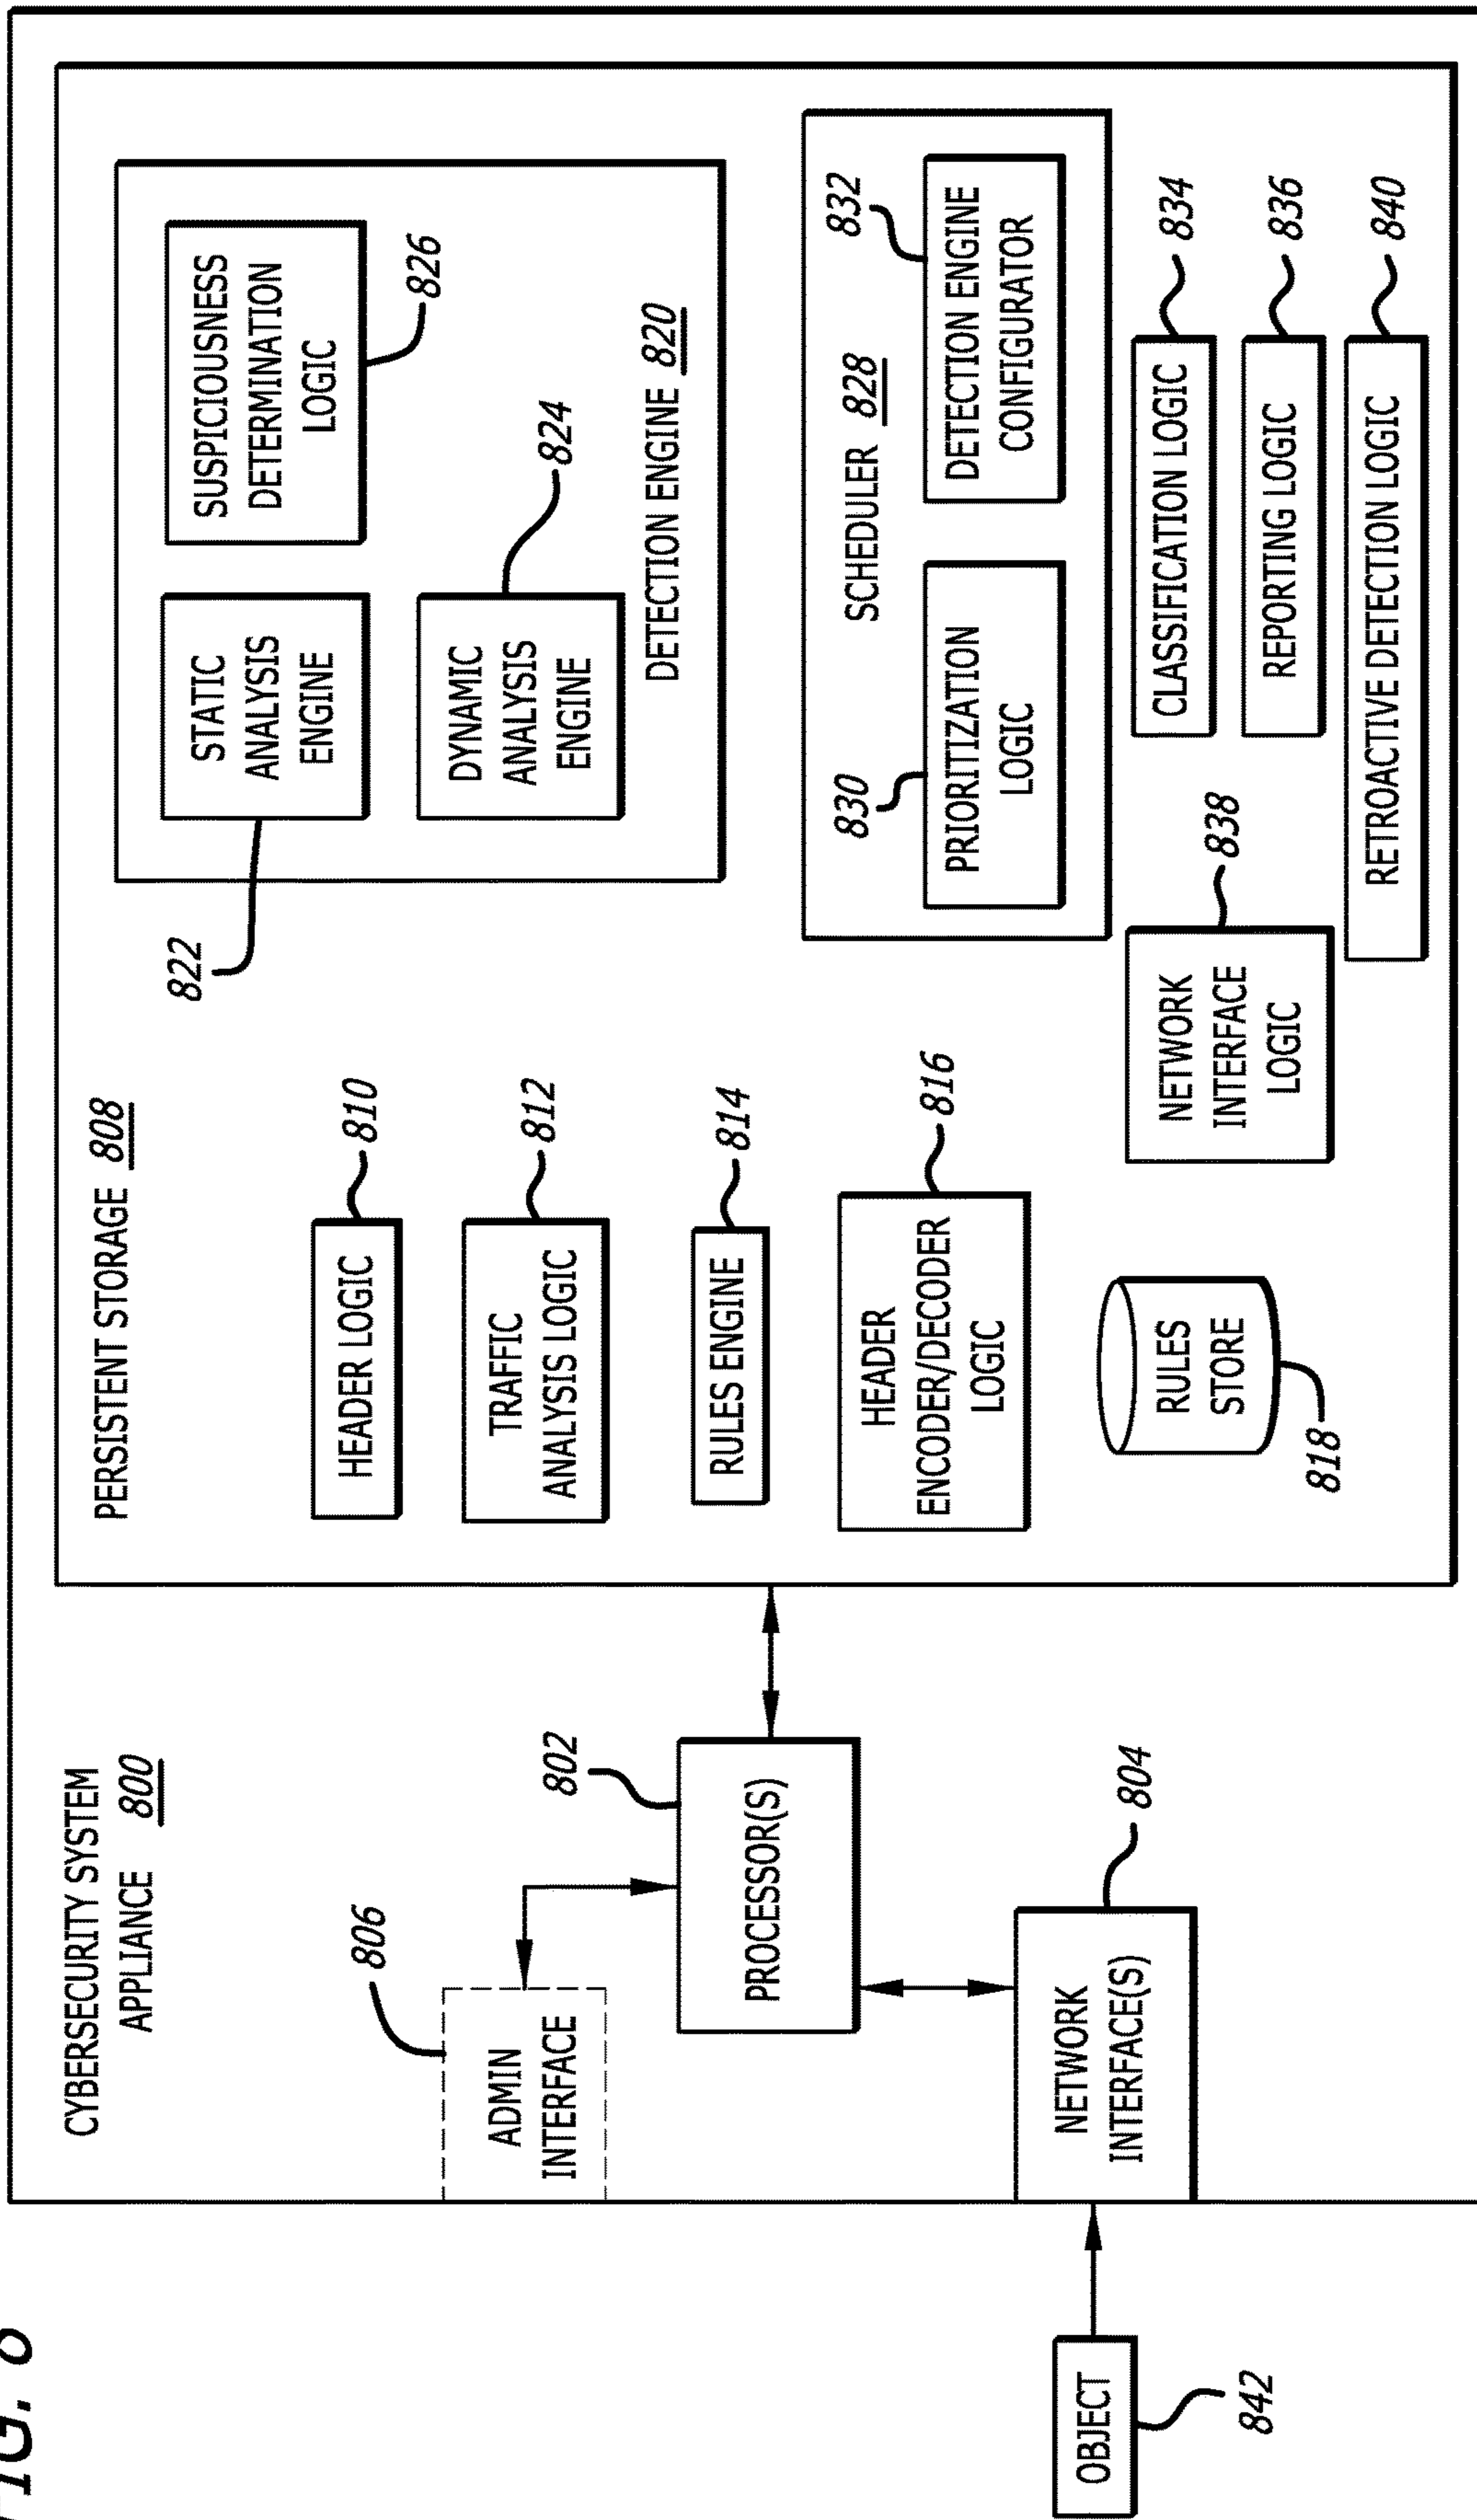 FIG.
CYBERSECURITY SYSTEM
APPLIANCE 800
806
ADMIN
INTERFACE
802
PROCESSOR(S)
804
NETWORK
INTERFACE(S)
OBJECT
842
PERSISTENT STORAGE 808
HEADER LOGIC
810
TRAFFIC
ANALYSIS LOGIC
812
RULES ENGINE
814
HEADER
ENCODER/DECODER
LOGIC
816
RULES
STORE
818
822
STATIC
ANALYSIS
ENGINE
SUSPICIOUSNESS
DETERMINATION
LOGIC
826
DYNAMIC
ANALYSIS
ENGINE
824
DETECTION ENGINE 820
SCHEDULER 828
830
PRIORITIZATION
LOGIC
832
DETECTION ENGINE
CONFIGURATOR
NETWORK
INTERFACE
LOGIC
838
CLASSIFICATION LOGIC
834
REPORTING LOGIC
836
RETROACTIVE DETECTION LOGIC
840